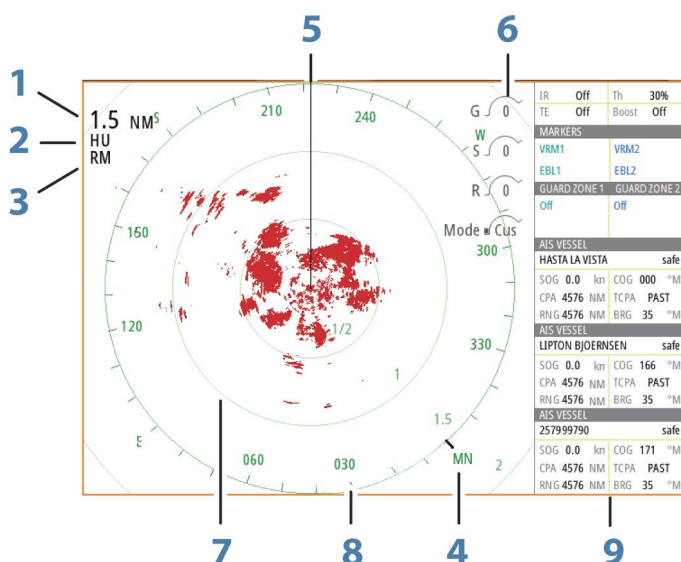 5
6
1
2
3
1.5 NM
HU
RM
S
210
240
W
300
330
MN
030
060
E
120
150
1/2
1
1.5
2
G 0
S 0
R 0
Mode Cus
IR Off Th 30%
TE Off Boost Off
MARKERS
VRM1 VRM2
EBL1 EBL2
GUARD ZONE 1 GUARD ZONE 2
Off Off
AIS VESSEL
HASTA LA VISTA safe
SOG 0.0 kn COG 000 °M
CPA 4576 NM TCPA PAST
RNG 4576 NM BRG 35 °M
AIS VESSEL
LIPTON BJOERNSEN safe
SOG 0.0 kn COG 166 °M
CPA 4576 NM TCPA PAST
RNG 4576 NM BRG 35 °M
AIS VESSEL
257999790 safe
SOG 0.0 kn COG 171 °M
CPA 4576 NM TCPA PAST
RNG 4576 NM BRG 35 °M
7
8
4
9